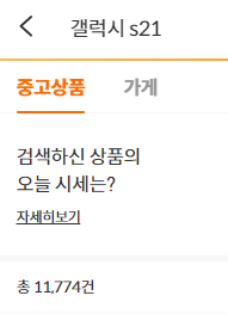 갤럭시 s21
중고상품 가게
검색하신 상품의
오늘 시세는?
자세히보기
총 11,774건